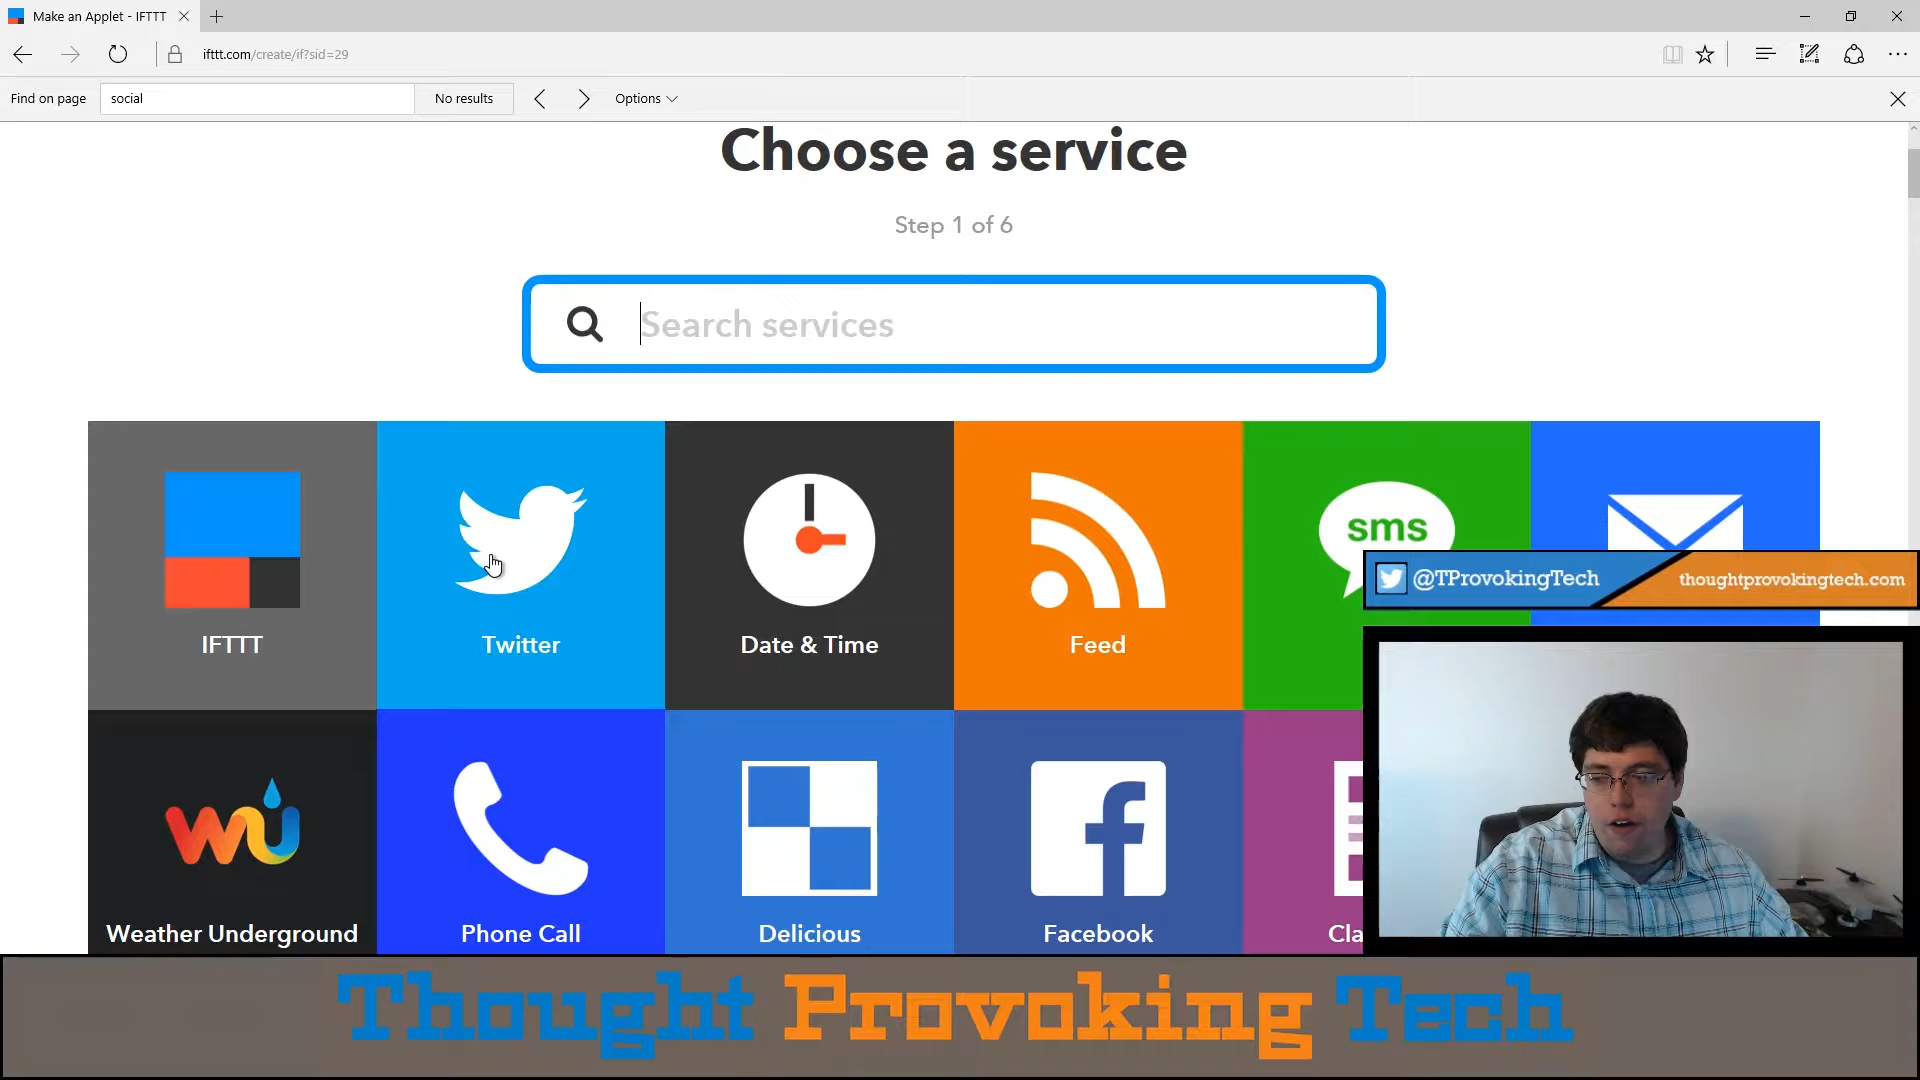 Make an Applet - IFTTT
ifttt.com/create/if?sid=29
Find on page social No results Options
Choose a service
Step 1 of 6
Search services
sms
@TProvokingTech thoughtprovokingtech.com
IFTTT Twitter Date & Time Feed
wu f
Weather Underground Phone Call Delicious Facebook Cla
Thought Provoking Tech